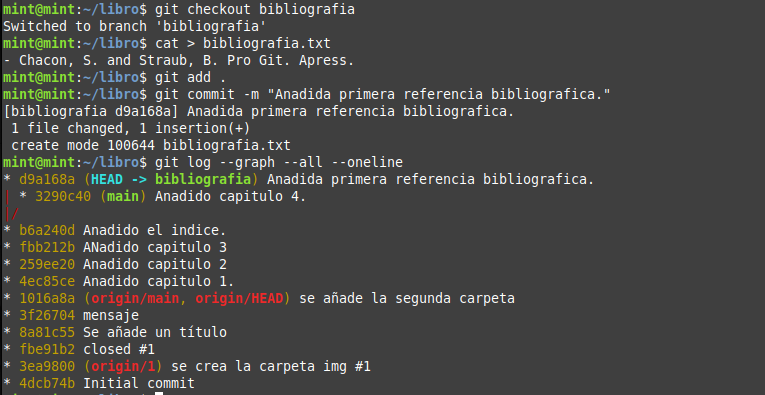 mint@mint:~/libro$ git checkout bibliografia
Switched to branch 'bibliografia'
mint@mint:~/libro$ cat > bibliografia.txt
- Chacon, S. and Straub, B. Pro Git. Apress.
mint@mint:~/libro$ git add .
mint@mint:~/libro$ git commit -m "Anadida primera referencia bibliografica."
[bibliografia d9a168a] Anadida primera referencia bibliografica.
 1 file changed, 1 insertion(+)
 create mode 100644 bibliografia.txt
mint@mint:~/libro$ git log --graph --all --oneline
* d9a168a (HEAD -> bibliografia) Anadida primera referencia bibliografica.
| * 3290c40 (main) Anadido capitulo 4.
|/
* b6a240d Anadido el indice.
* fbb212b ANadido capitulo 3
* 259ee20 Anadido capitulo 2
* 4ec85ce Anadido capitulo 1.
* 1016a8a (origin/main, origin/HEAD) se añade la segunda carpeta
* 3f26704 mensaje
* 8a81c55 Se añade un título
* fbe91b2 closed #1
* 3ea9800 (origin/1) se crea la carpeta img #1
* 4dcb74b Initial commit